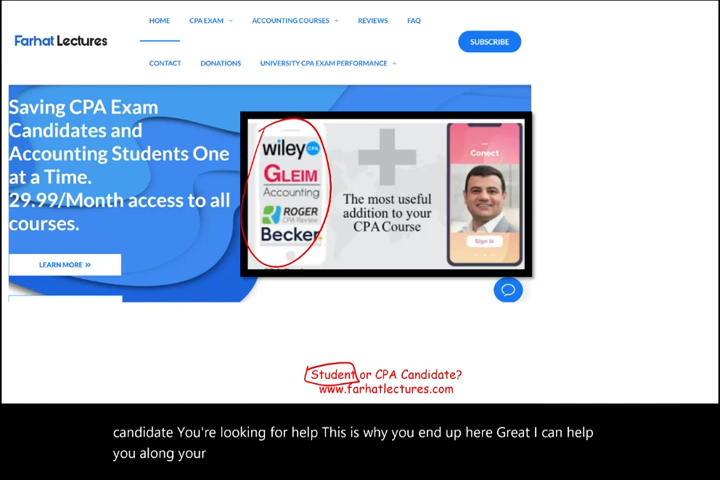 HOME CPA EXAM ACCOUNTING COURSES REVIEWS FAQ
Farhat Lectures
SUBSCRIBE
CONTACT DONATIONS UNIVERSITY CPA EXAM PERFORMANCE
Saving CPA Exam
Candidates and
Accounting Students One
at a Time.
29.99/Month access to all
courses.
LEARN MORE »
wiley CPA
GLEIM
Accounting
ROGER
CPA Review
Becker
The most useful
addition to your
CPA Course
Conect
Sign in
Student or CPA Candidate?
www.farhatlectures.com
candidate You're looking for help This is why you end up here Great I can help
you along your